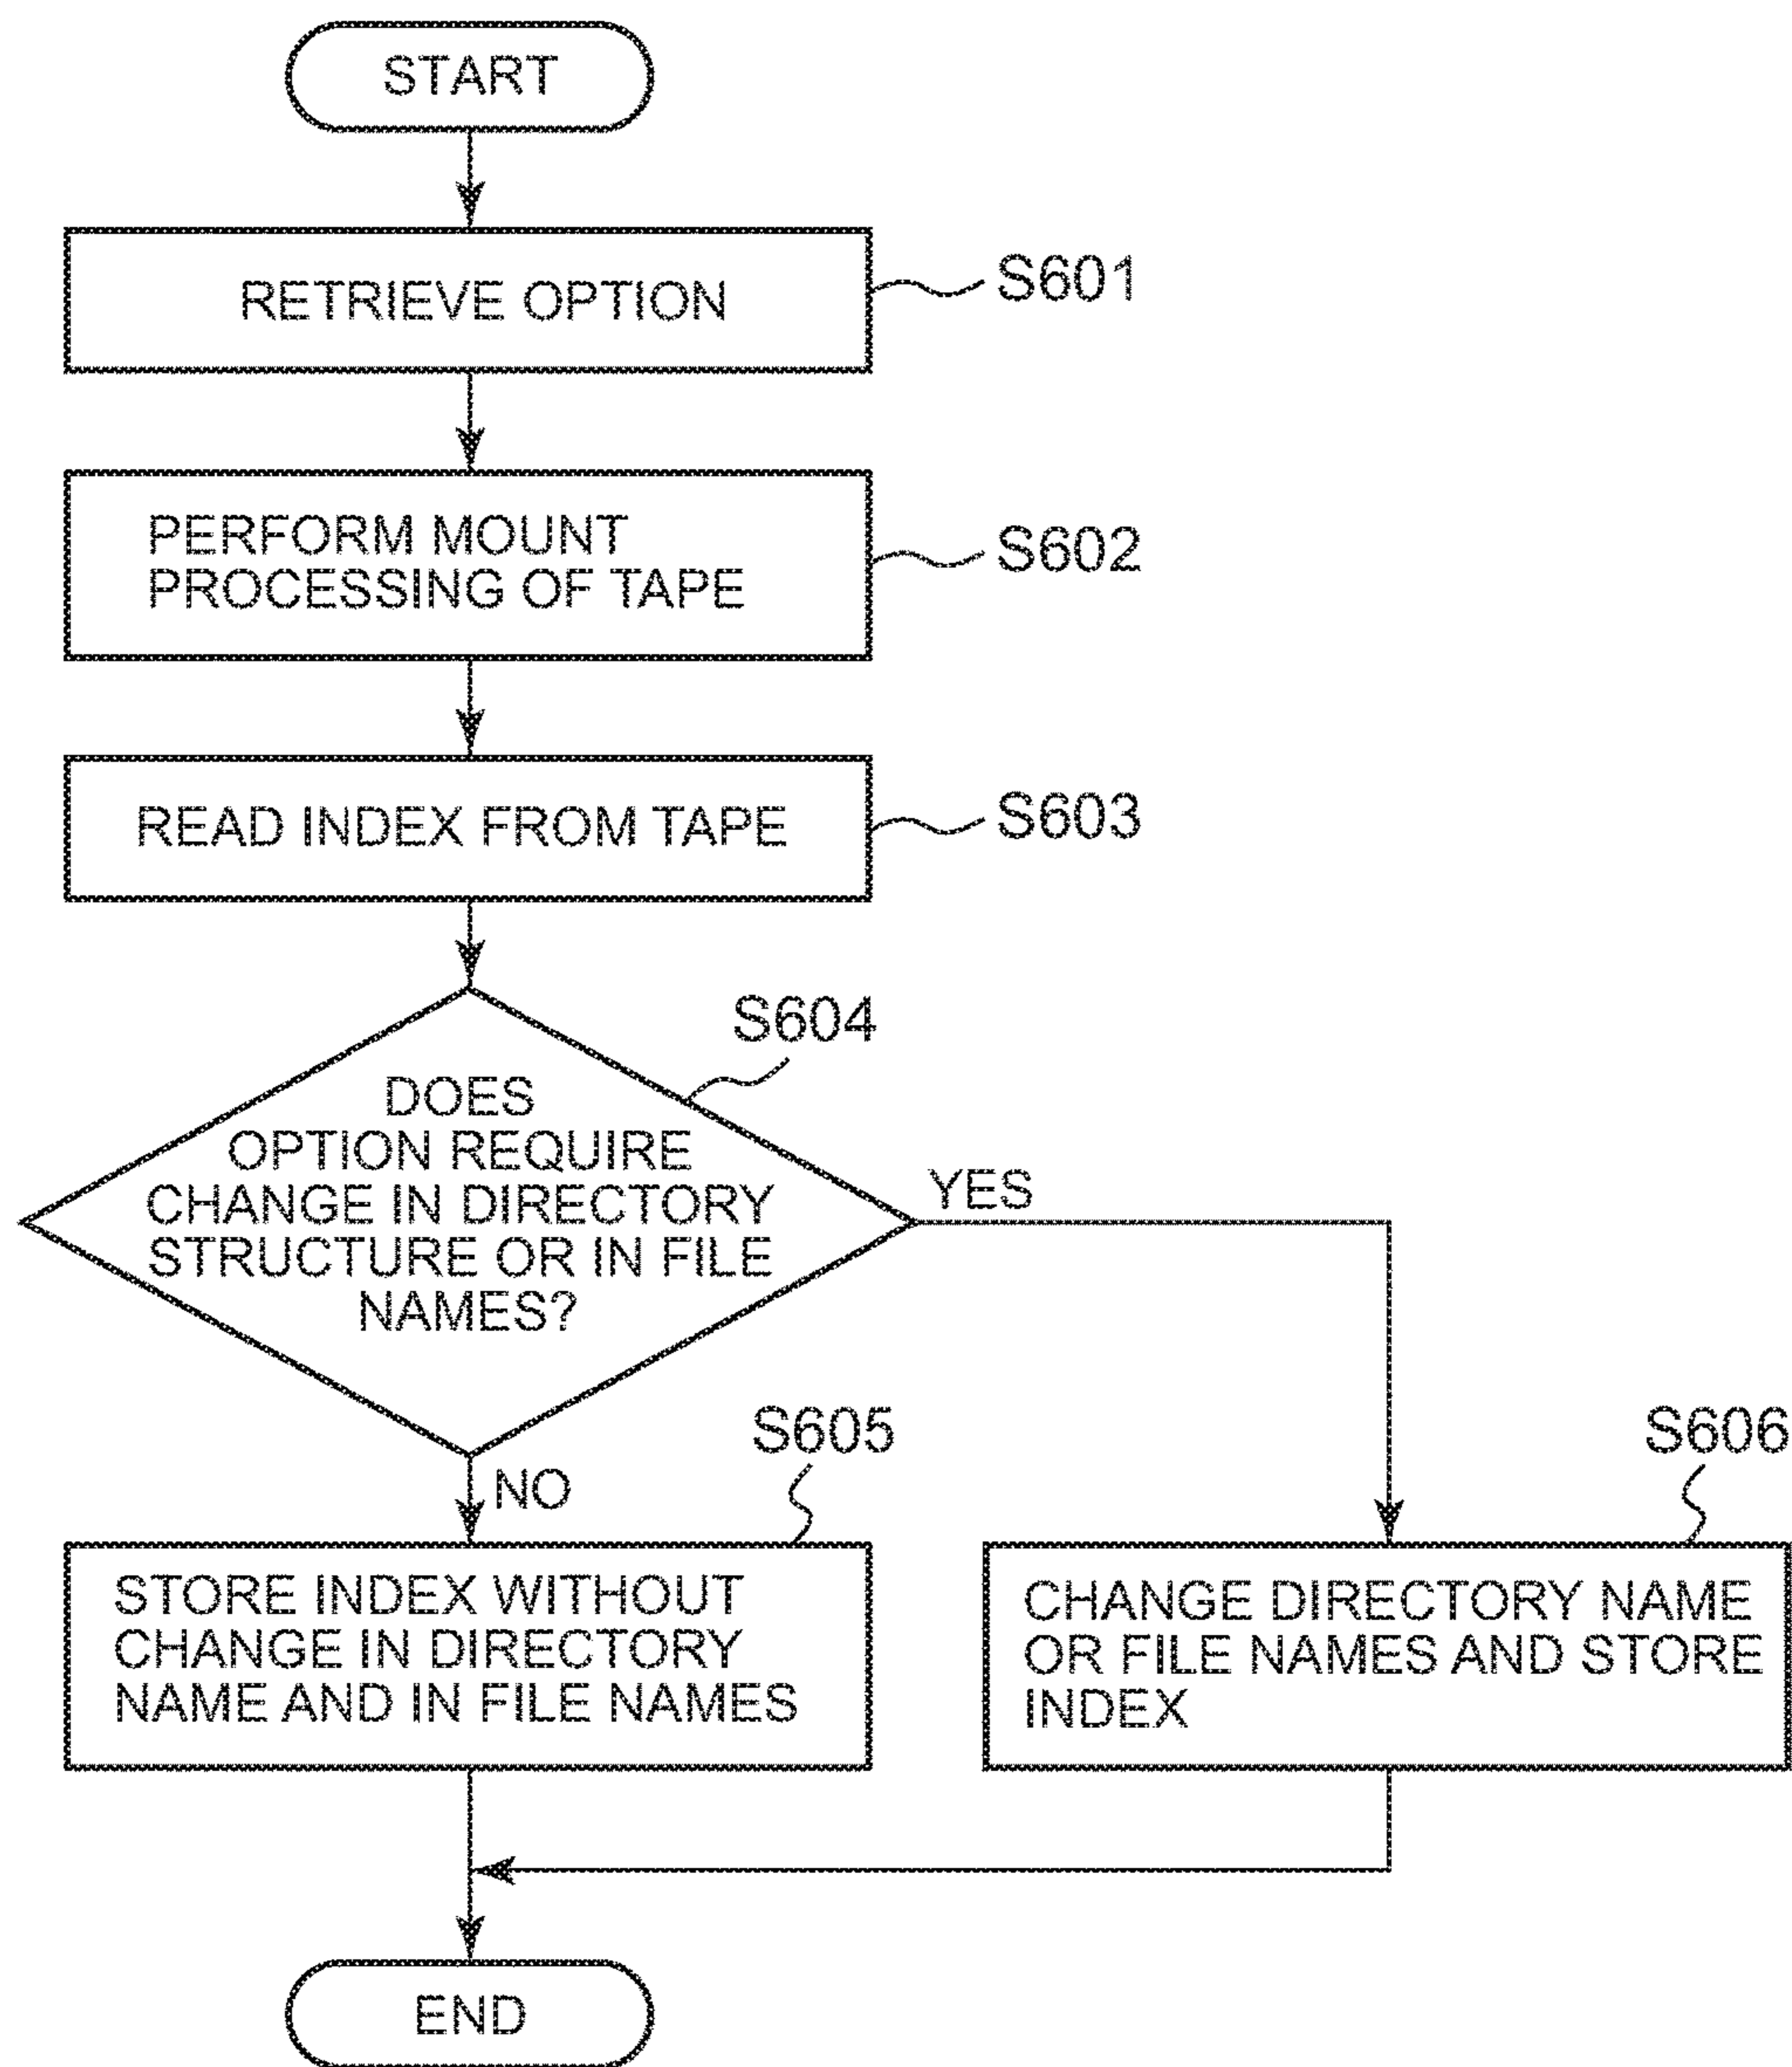 START
RETRIEVE OPTION
S601
PERFORM MOUNT
PROCESSING OF TAPE
S602
READ INDEX FROM TAPE
S603
S604
DOES
OPTION REQUIRE
CHANGE IN DIRECTORY
STRUCTURE OR IN FILE
NAMES?
YES
NO
S605
STORE INDEX WITHOUT
CHANGE IN DIRECTORY
NAME AND IN FILE NAMES
S606
CHANGE DIRECTORY NAME
OR FILE NAMES AND STORE
INDEX
END